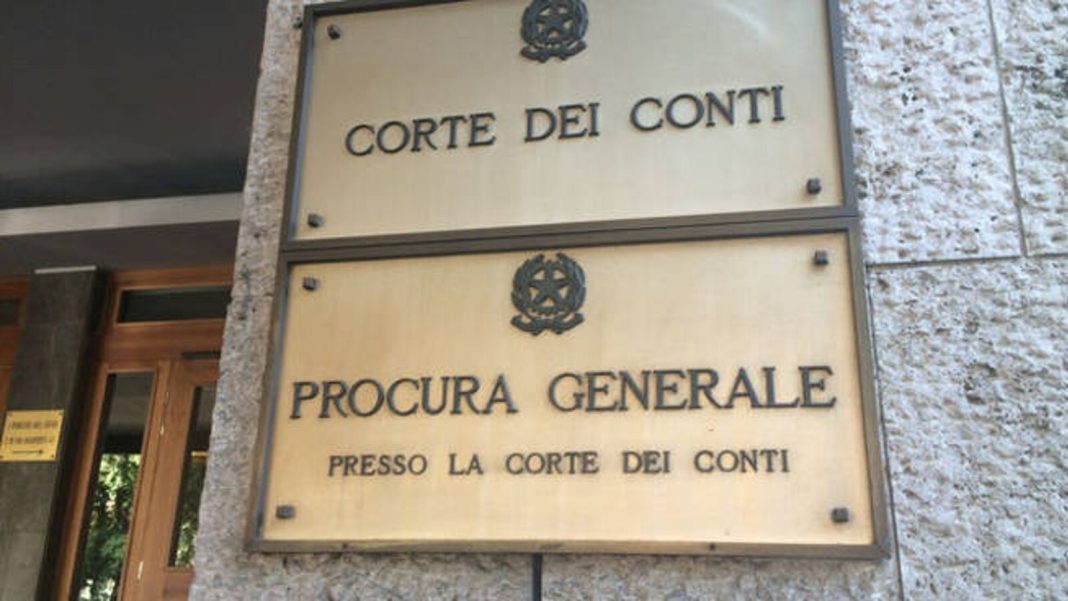 CORTE DEI CONTI
PROCURA GENERALE
PRESSO LA CORTE DEI CONTI